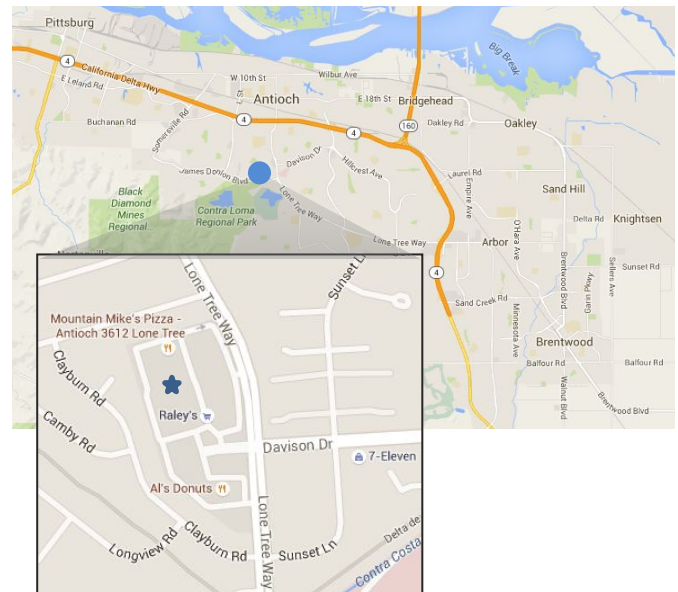 Pittsburg
4
California Delta Hwy
E Leland Rd
W 10th St
Wilbur Ave
Big Break
L St
Antioch
E 18th St
Bridgehead
4
160
Oakley Rd
Oakley
Buchanan Rd
Somersville Rd
4
James Donlon Blvd
Davison Dr
Hillcrest Ave
Laurel Rd
Empire Ave
Sand Hill
Black
Diamond
Mines
Regional...
Contra Loma
Regional Park
Lone Tree Way
Lone Tree Way
O'Hara Ave
Delta Rd
Knightsen
Arbor
4
Brentwood Blvd
Guinn Pkwy
Sellers Ave
Sunset Rd
Sand Creek Rd
Minnesota Ave
Brentwood
Balfour Rd
Balfour Rd
Walnut Blvd
Brentwood Blvd
Lone Tree Way
Sunset Ln
Mountain Mike's Pizza -
Antioch 3612 Lone Tree
Clayburn Rd
Raley's
Camby Rd
Davison Dr
7-Eleven
Al's Donuts
Lone Tree Way
Longview Rd
Clayburn Rd
Sunset Ln
Delta de
Contra Costa